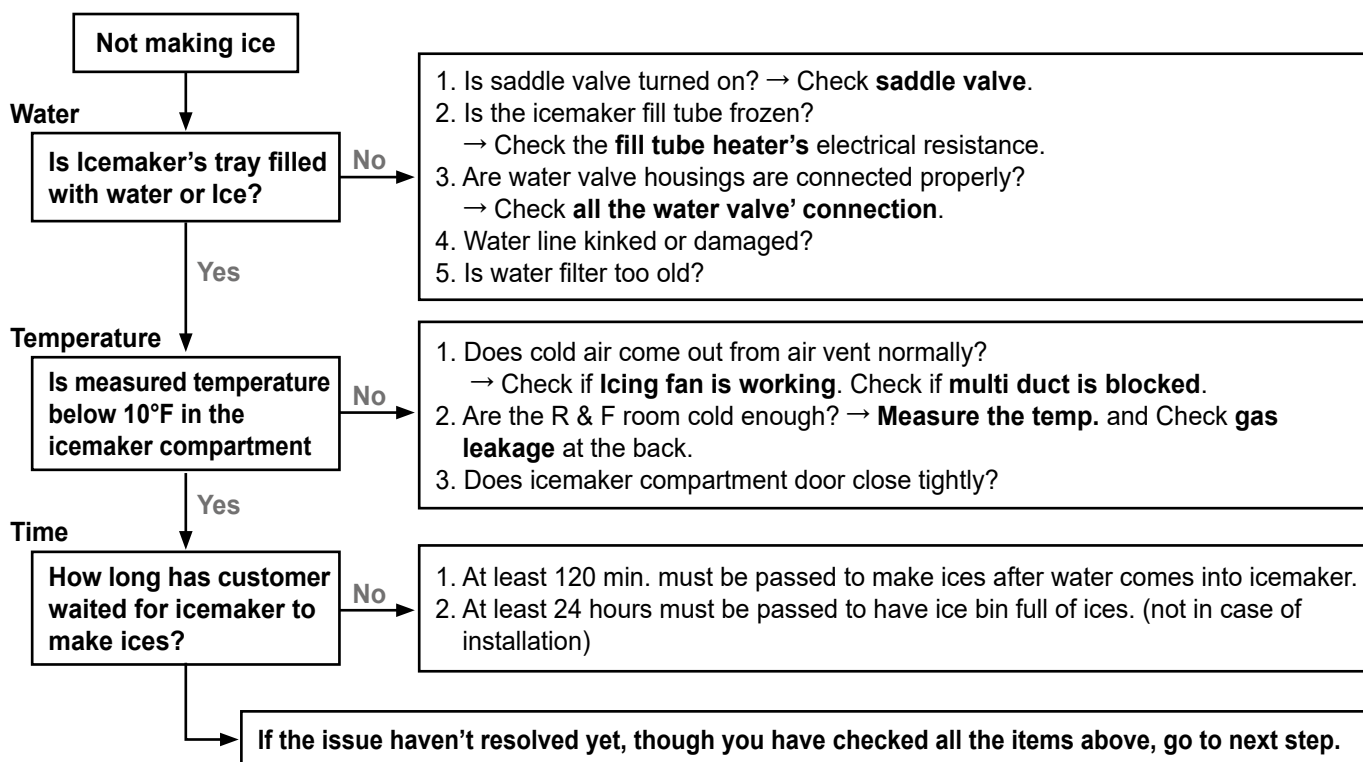 Not making ice
Water
Is Icemaker's tray filled
with water or Ice?
No
1. Is saddle valve turned on? → Check saddle valve.
2. Is the icemaker fill tube frozen?
→ Check the fill tube heater's electrical resistance.
3. Are water valve housings are connected properly?
→ Check all the water valve' connection.
4. Water line kinked or damaged?
5. Is water filter too old?
Yes
Temperature
Is measured temperature
below 10°F in the
icemaker compartment
No
1. Does cold air come out from air vent normally?
→ Check if Icing fan is working. Check if multi duct is blocked.
2. Are the R & F room cold enough? → Measure the temp. and Check gas
leakage at the back.
3. Does icemaker compartment door close tightly?
Yes
Time
How long has customer
waited for icemaker to
make ices?
No
1. At least 120 min. must be passed to make ices after water comes into icemaker.
2. At least 24 hours must be passed to have ice bin full of ices. (not in case of
installation)
If the issue haven't resolved yet, though you have checked all the items above, go to next step.